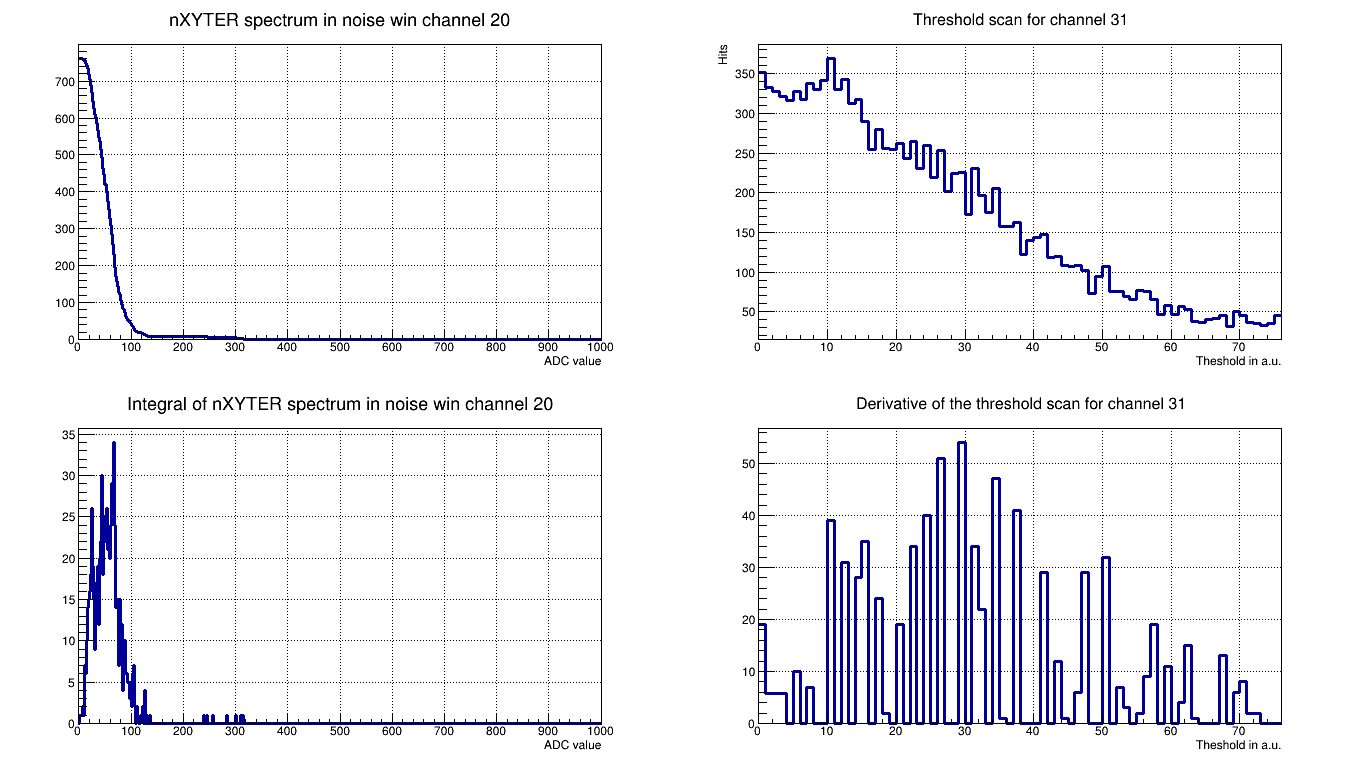 nXYTER spectrum in noise win channel 20
700
600
500
400
300
200
100
0
0 100 200 300 400 500 600 700 800 900 1000
ADC value
Threshold scan for channel 31
Hits
350
300
250
200
150
100
50
0 10 20 30 40 50 60 70
Theshold in a.u.
Integral of nXYTER spectrum in noise win channel 20
35
30
25
20
15
10
5
0
0 100 200 300 400 500 600 700 800 900 1000
ADC value
Derivative of the threshold scan for channel 31
50
40
30
20
10
0
0 10 20 30 40 50 60 70
Theshold in a.u.